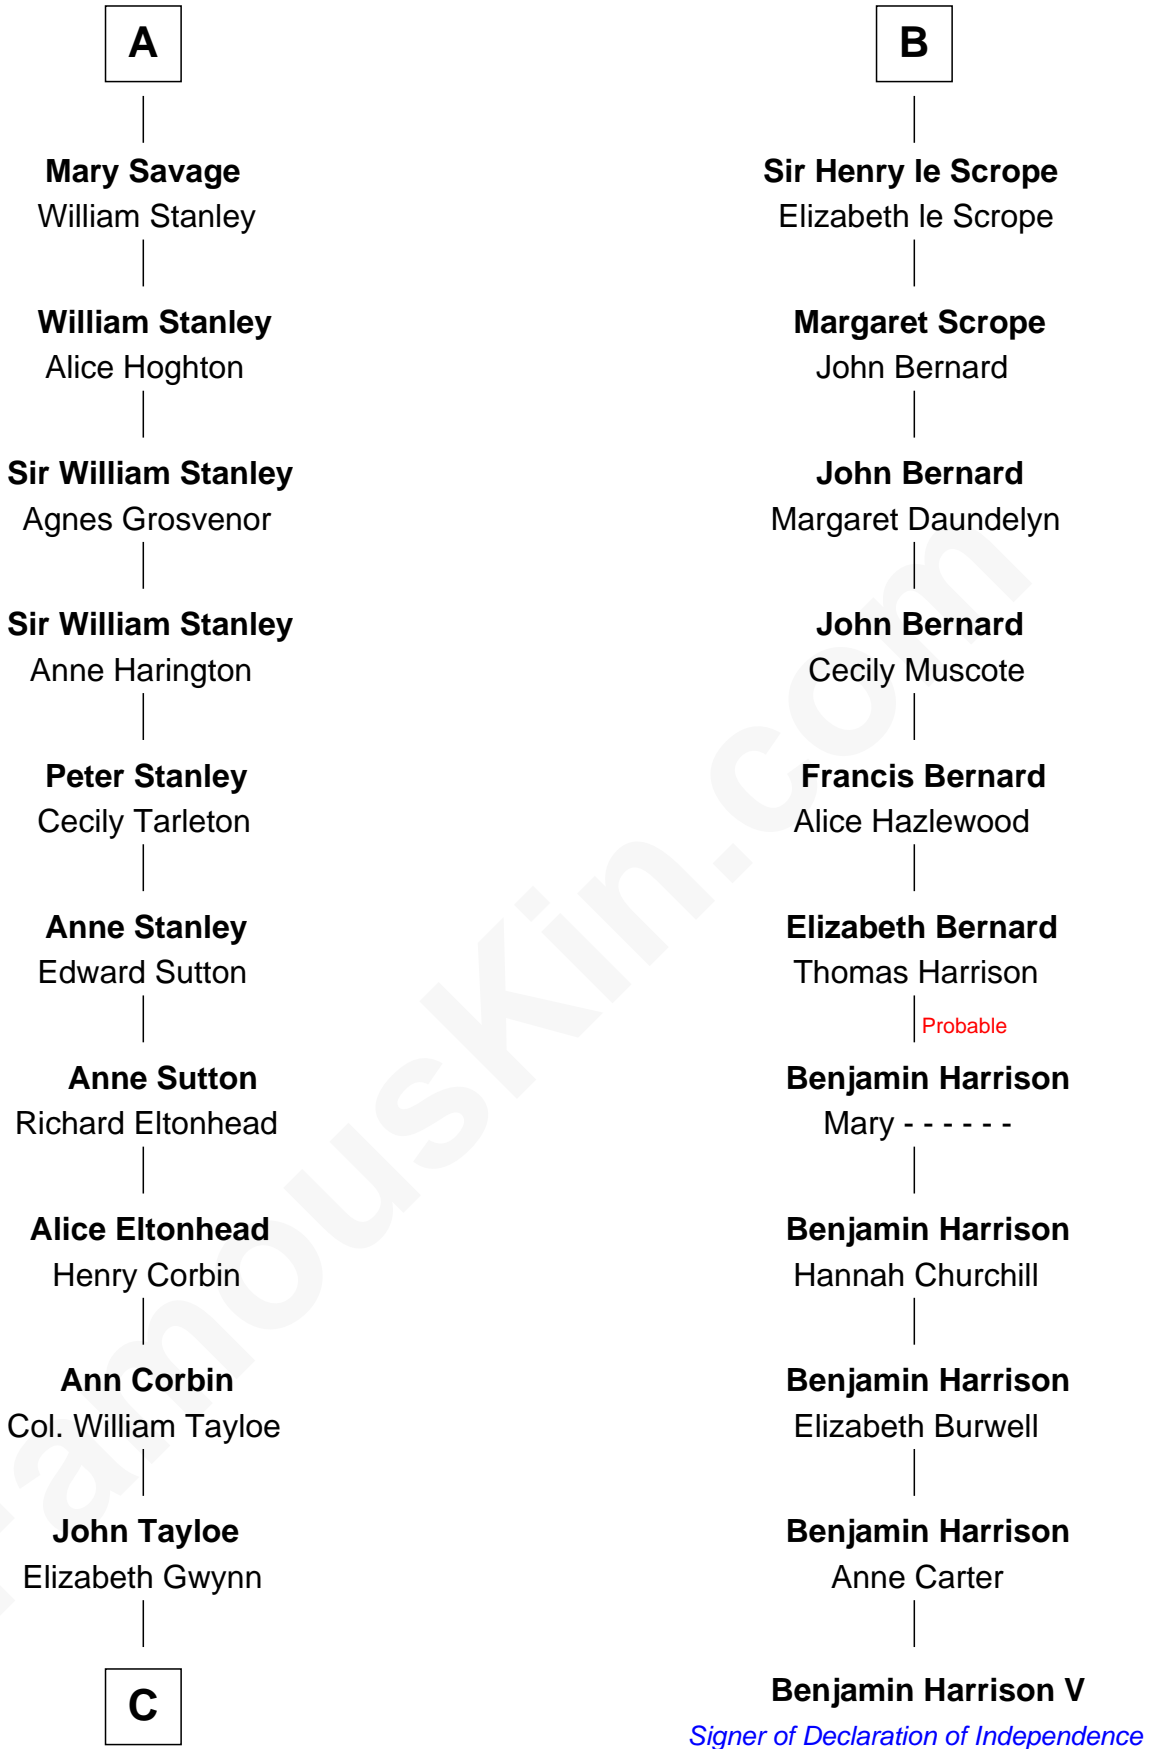 A
Mary Savage
William Stanley
William Stanley
Alice Hoghton
Sir William Stanley
Agnes Grosvenor
Sir William Stanley
Anne Harington
Peter Stanley
Cecily Tarleton
Anne Stanley
Edward Sutton
Anne Sutton
Richard Eltonhead
Alice Eltonhead
Henry Corbin
Ann Corbin
Col. William Tayloe
John Tayloe
Elizabeth Gwynn
C
B
Sir Henry le Scrope
Elizabeth le Scrope
Margaret Scrope
John Bernard
John Bernard
Margaret Daundelyn
John Bernard
Cecily Muscote
Francis Bernard
Alice Hazlewood
Elizabeth Bernard
Thomas Harrison
Probable
Benjamin Harrison
Mary - - - - - -
Benjamin Harrison
Hannah Churchill
Benjamin Harrison
Elizabeth Burwell
Benjamin Harrison
Anne Carter
Benjamin Harrison V
Signer of Declaration of Independence
FamousKin.com